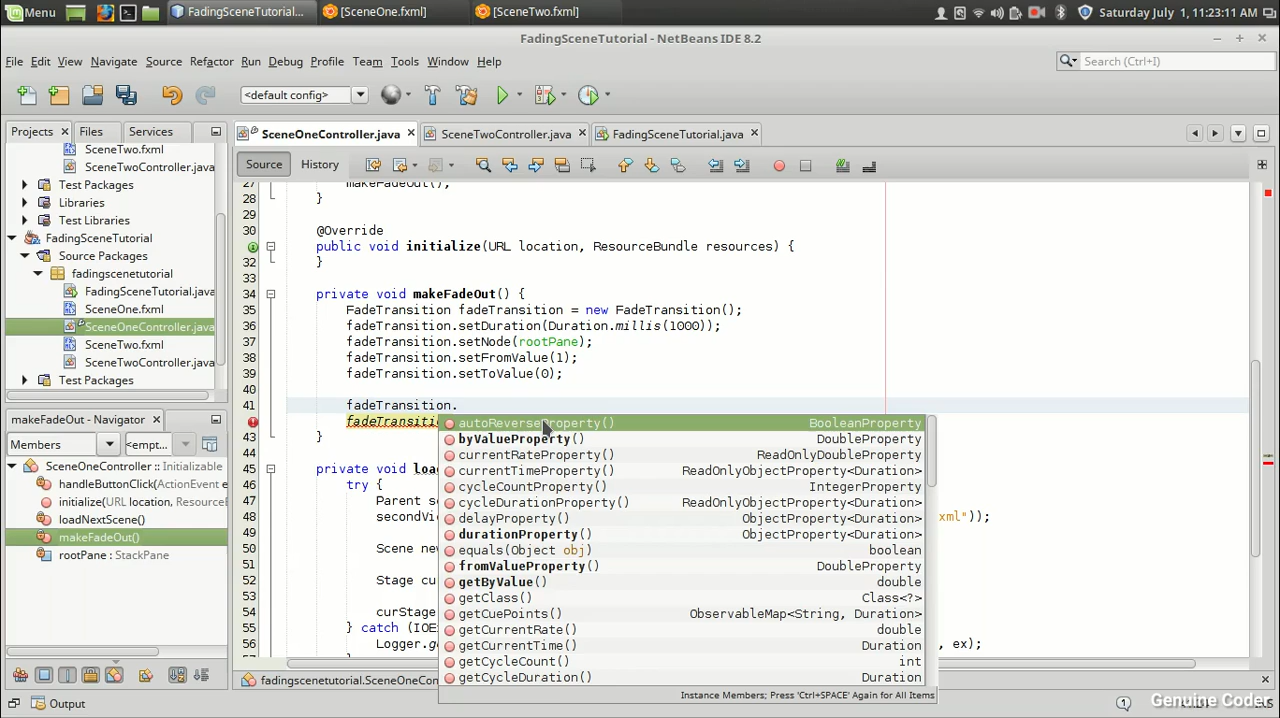 Menu
FadingSceneTutorial...
[SceneOne.fxml]
[SceneTwo.fxml]
Saturday July 1, 11:23:11 AM
FadingSceneTutorial - NetBeans IDE 8.2
File Edit View Navigate Source Refactor Run Debug Profile Team Tools Window Help
Search (Ctrl+I)
<default config>
Projects Files Services
SceneOneController.java SceneTwoController.java FadingSceneTutorial.java
SceneTwo.fxml
SceneTwoController.java
Test Packages
Libraries
Test Libraries
FadingSceneTutorial
Source Packages
fadingscenetutorial
FadingSceneTutorial.java
SceneOne.fxml
SceneOneController.java
SceneTwo.fxml
SceneTwoController.java
Test Packages
makeFadeOut() - Navigator
Members <empt...
SceneOneController :: Initializable
handleButtonClick(ActionEvent e
initialize(URL location, ResourceE
loadNextScene()
makeFadeOut()
rootPane : StackPane
Source History
27 makeFadeOut();
28 }
29
30 @Override
public void initialize(URL location, ResourceBundle resources) {
32 }
33
34 private void makeFadeOut() {
35 FadeTransition fadeTransition = new FadeTransition();
36 fadeTransition.setDuration(Duration.millis(1000));
37 fadeTransition.setNode(rootPane);
38 fadeTransition.setFromValue(1);
39 fadeTransition.setToValue(0);
40
41 fadeTransition.
fadeTransitio
43 }
44
45 private void loa
46 try {
47 Parent se
48 secondVi xml"));
49
50 Scene new
51
52 Stage cu
53
54 curStage
55 } catch (IOE
56 Logger.ge , ex);
autoReverseProperty() BooleanProperty
byValueProperty() DoubleProperty
currentRateProperty() ReadOnlyDoubleProperty
currentTimeProperty() ReadOnlyObjectProperty<Duration>
cycleCountProperty() IntegerProperty
cycleDurationProperty() ReadOnlyObjectProperty<Duration>
delayProperty() ObjectProperty<Duration>
durationProperty() ObjectProperty<Duration>
equals(Object obj) boolean
fromValueProperty() DoubleProperty
getByValue() double
getClass() Class<?>
getCuePoints() ObservableMap<String, Duration>
getCurrentRate() double
getCurrentTime() Duration
getCycleCount() int
getCycleDuration() Duration
Instance Members; Press 'Ctrl+SPACE' Again for All Items
fadingscenetutorial.SceneOneCon
Output
Genuine Coder